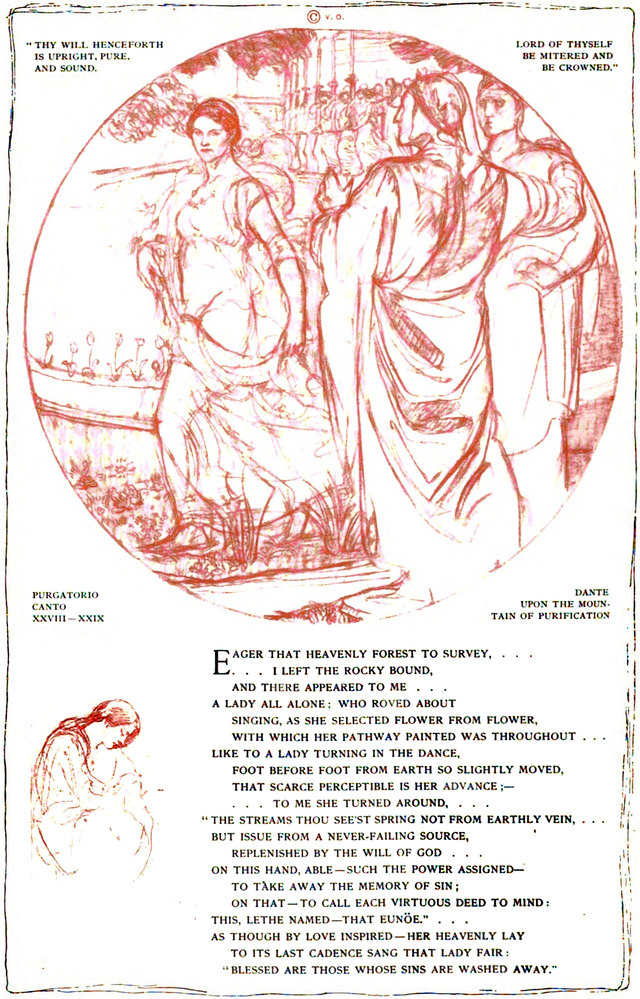 © V. O.
" THY WILL HENCEFORTH
IS UPRIGHT, PURE,
AND SOUND.
LORD OF THYSELF
BE MITERED AND
BE CROWNED."
PURGATORIO
CANTO
XXVIII — XXIX
DANTE
UPON THE MOUN-
TAIN OF PURIFICATION
EAGER THAT HEAVENLY FOREST TO SURVEY, . . .
. . . I LEFT THE ROCKY BOUND,
AND THERE APPEARED TO ME . . .
A LADY ALL ALONE ; WHO ROVED ABOUT
SINGING, AS SHE SELECTED FLOWER FROM FLOWER,
WITH WHICH HER PATHWAY PAINTED WAS THROUGHOUT . . .
LIKE TO A LADY TURNING IN THE DANCE,
FOOT BEFORE FOOT FROM EARTH SO SLIGHTLY MOVED,
THAT SCARCE PERCEPTIBLE IS HER ADVANCE ;—
. . . TO ME SHE TURNED AROUND, . . .
" THE STREAMS THOU SEE'ST SPRING NOT FROM EARTHLY VEIN, . . .
BUT ISSUE FROM A NEVER-FAILING SOURCE,
REPLENISHED BY THE WILL OF GOD . . .
ON THIS HAND, ABLE — SUCH THE POWER ASSIGNED—
TO TAKE AWAY THE MEMORY OF SIN ;
ON THAT — TO CALL EACH VIRTUOUS DEED TO MIND :
THIS, LETHE NAMED — THAT EUNÖE." . . .
AS THOUGH BY LOVE INSPIRED — HER HEAVENLY LAY
TO ITS LAST CADENCE SANG THAT LADY FAIR :
" BLESSED ARE THOSE WHOSE SINS ARE WASHED AWAY."